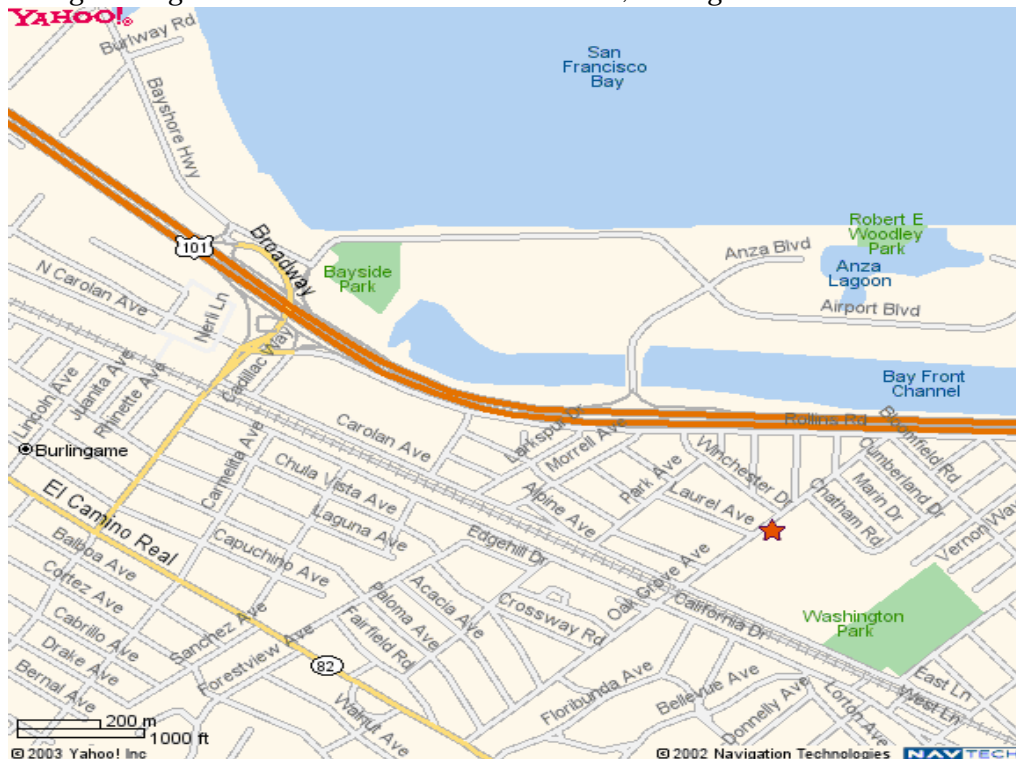 YAHOO!®
Burlway Rd
San
Francisco
Bay
Bayshore Hwy
Robert E
Woodley
Park
101
Broadway
Anza Blvd
Bayside
Park
Anza
Lagoon
N Carolan Ave
Nerli Ln
Airport Blvd
Cadillac Way
Juanita Ave
Rhinette Ave
Lincoln Ave
Bay Front
Channel
Rollins Rd
Larkspur Dr
Bloomfield Rd
Carolan Ave
Morrell Ave
Burlingame
Carmelita Ave
Winchester Dr
Cumberland Dr
Chula Vista Ave
Park Ave
Marin Dr
El Camino Real
Laurel Ave
Chatham Rd
Alpine Ave
Laguna Ave
Vernon Way
Balboa Ave
Capuchino Ave
Edgehill Dr
Cortez Ave
Acacia Ave
Paloma Ave
Oak Grove Ave
Crossway Rd
California Dr
Washington
Park
Cabrillo Ave
Sanchez Ave
Fairfield Rd
Drake Ave
Forestview Ave
82
Bernal Ave
East Ln
West Ln
Floribunda Ave
Bellevue Ave
Lorton Ave
Donnelly Ave
Walnut Ave
200 m
1000 ft
© 2003 Yahoo! Inc
© 2002 Navigation Technologies
NAVTECH